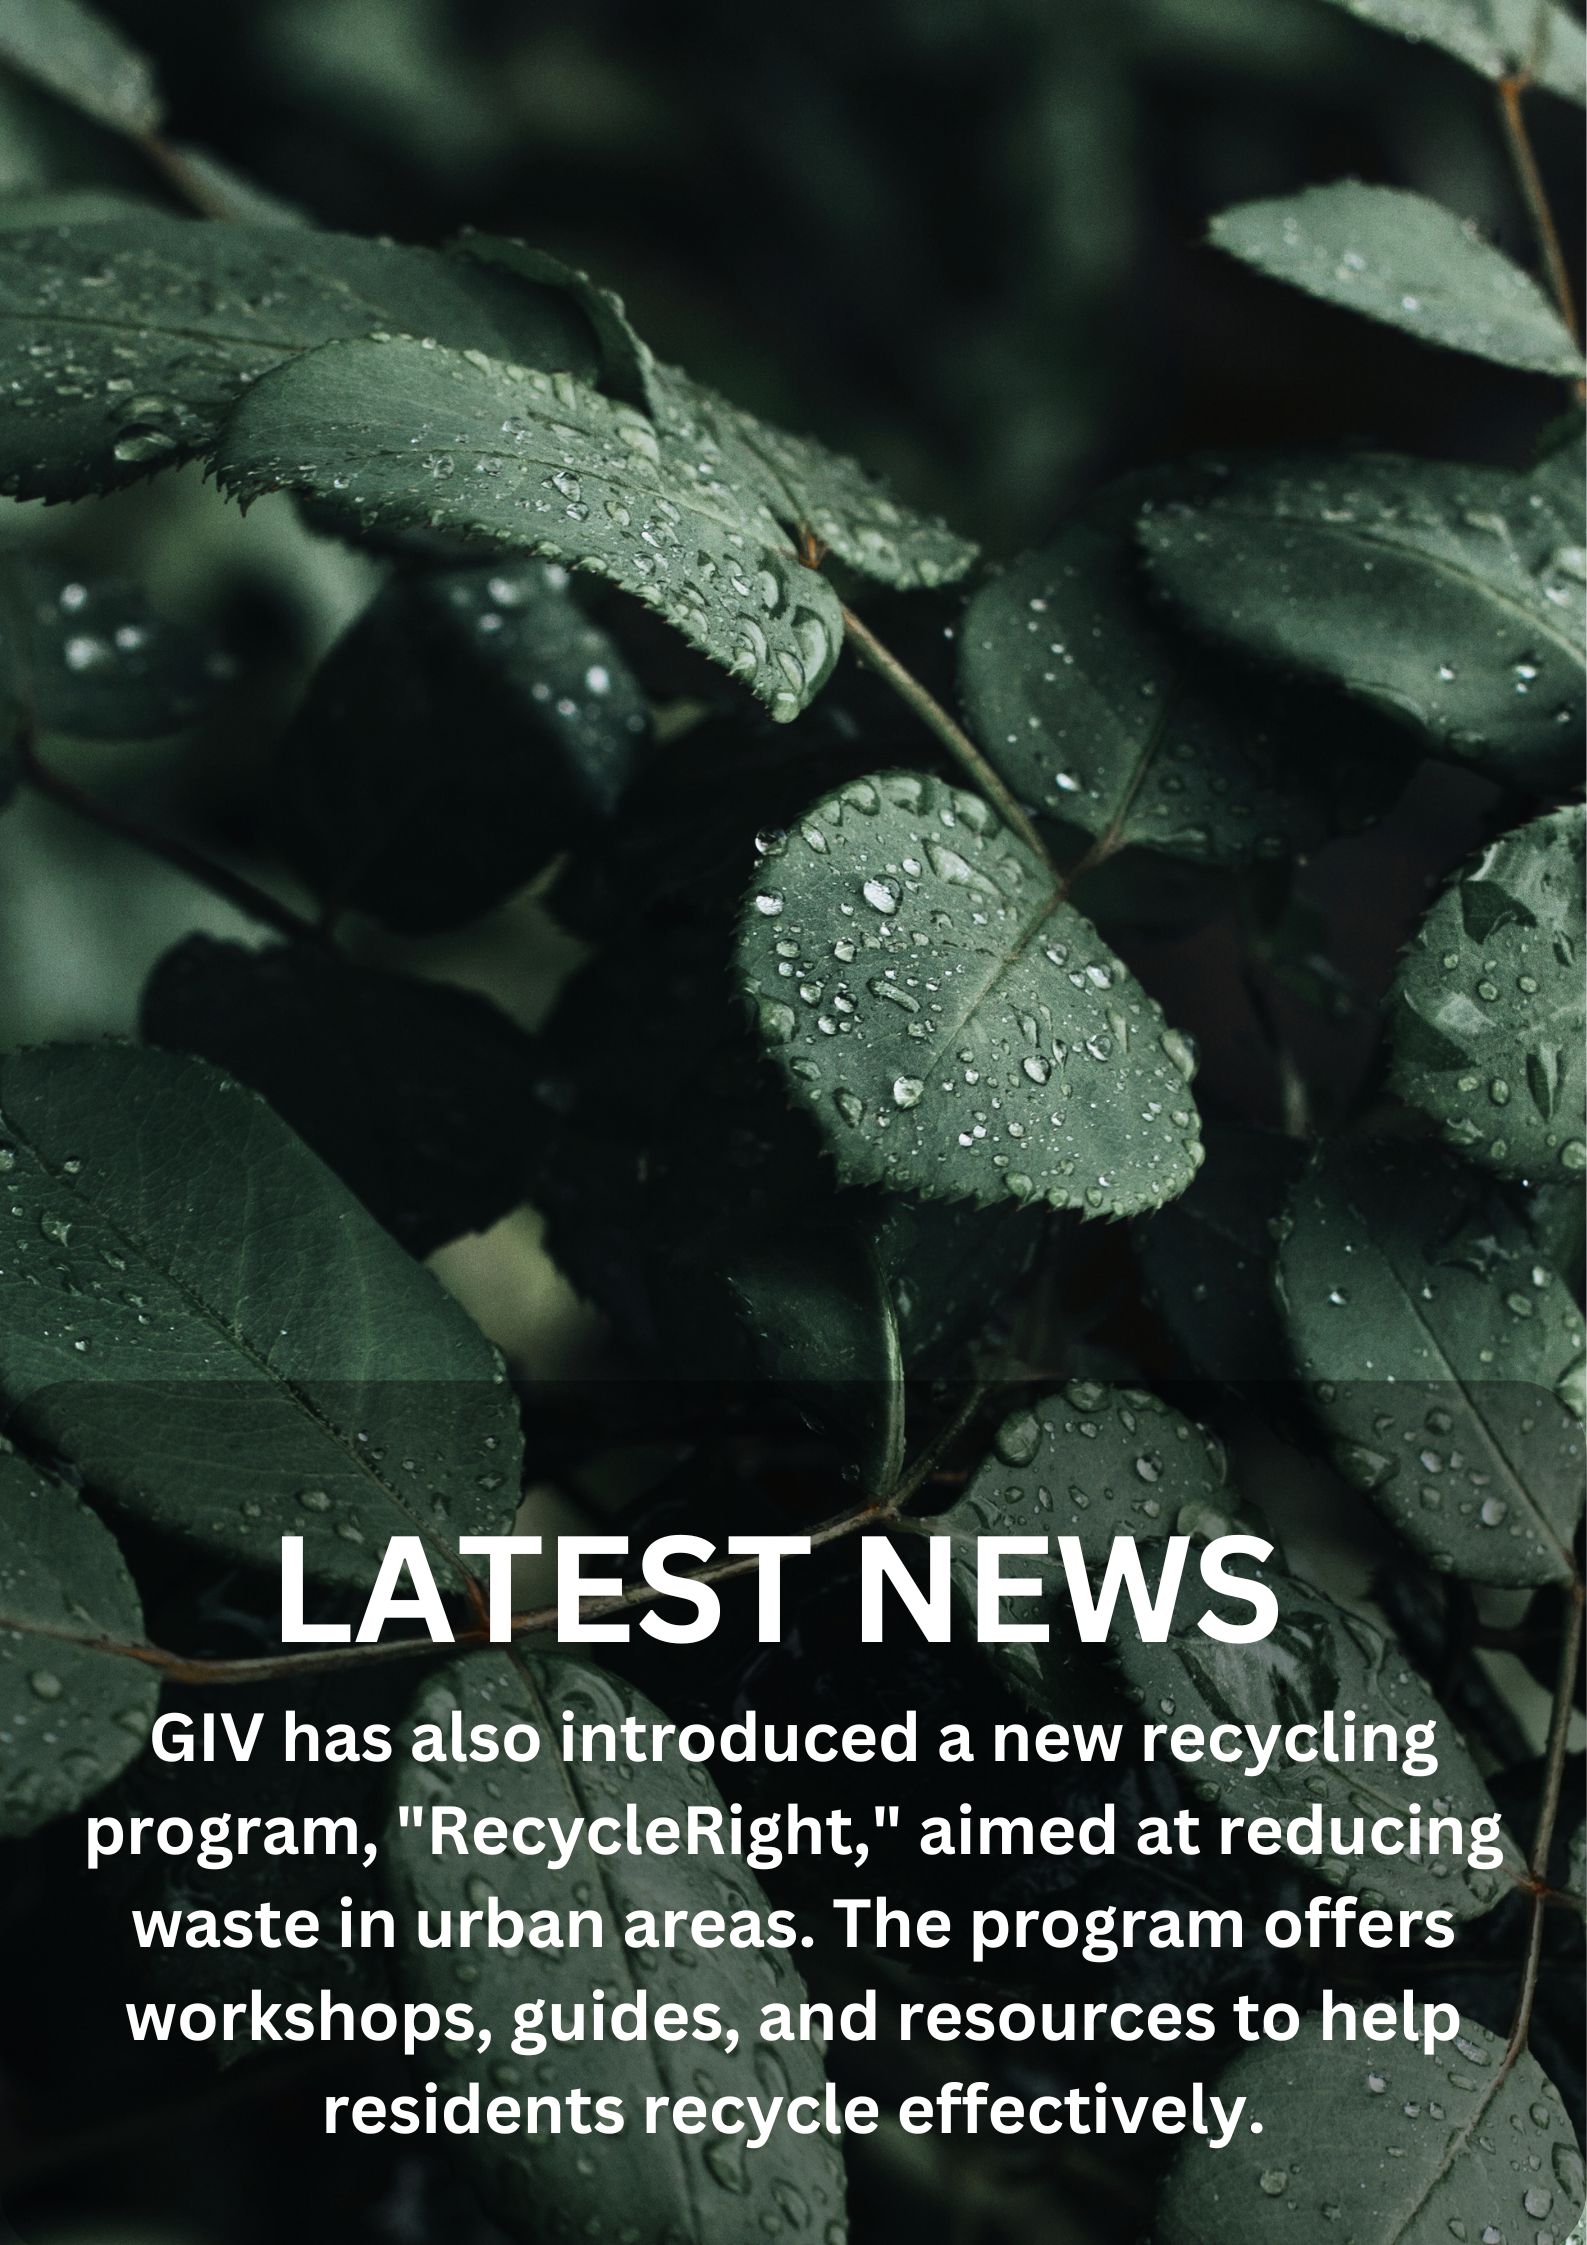 LATEST NEWS
GIV has also introduced a new recycling
program, "RecycleRight," aimed at reducing
waste in urban areas. The program offers
workshops, guides, and resources to help
residents recycle effectively.